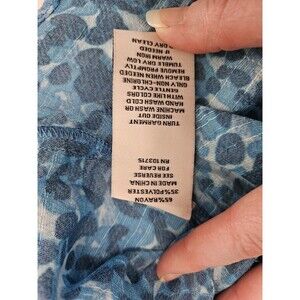 65% RAYON
35% POLYESTER
MADE IN CHINA
SEE REVERSE
FOR CARE
RN 103715
TURN GARMENT
INSIDE OUT
MACHINE WASH OR
HAND WASH COLD
WITH LIKE COLORS
GENTLE CYCLE
ONLY NON-CHLORINE
BLEACH WHEN NEEDED
REMOVE PROMPTLY
TUMBLE DRY LOW
WARM IRON
IF NEEDED
DRY CLEAN